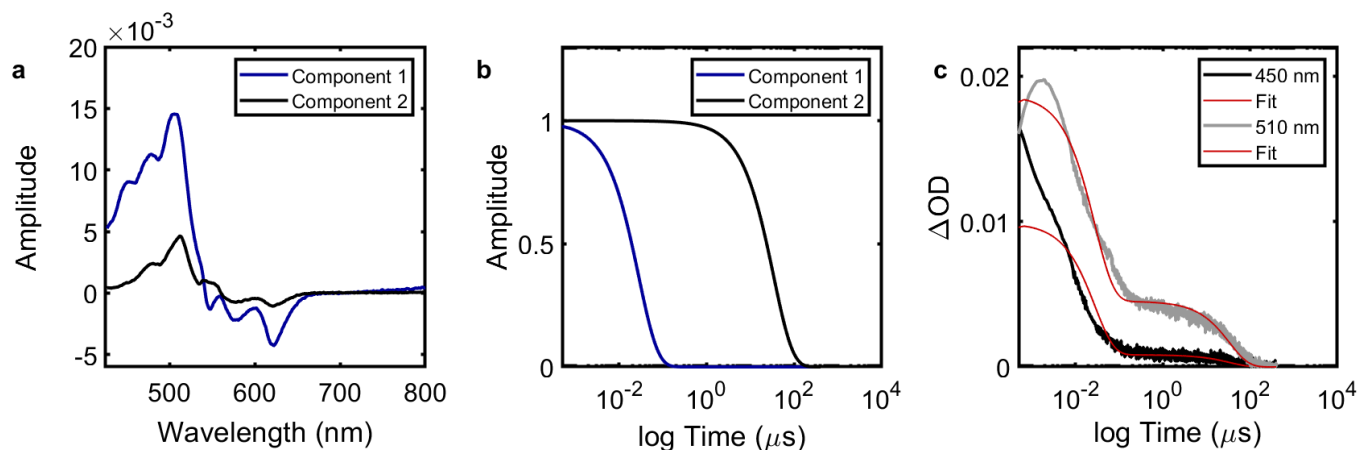 a
×10⁻³
20
15
10
5
0
-5
Amplitude
500
600
700
800
Wavelength (nm)
Component 1
Component 2
b
1
0.5
0
Amplitude
10⁻²
10⁰
10²
10⁴
log Time (μs)
Component 1
Component 2
c
0.02
0.01
0
ΔOD
10⁻²
10⁰
10²
10⁴
log Time (μs)
450 nm
Fit
510 nm
Fit